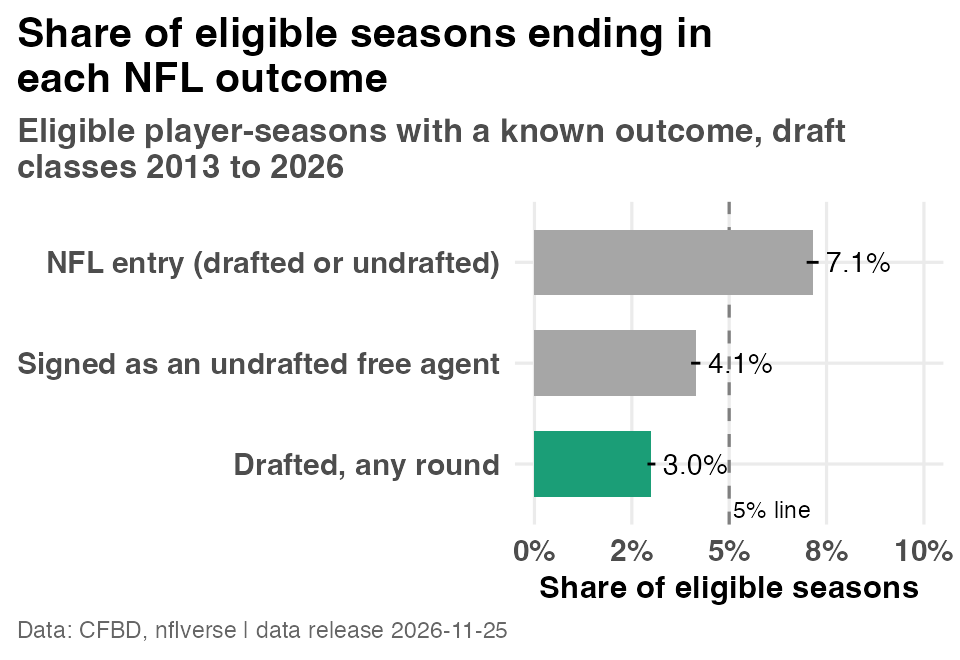 Share of eligible seasons ending in
each NFL outcome
Eligible player-seasons with a known outcome, draft
classes 2013 to 2026
NFL entry (drafted or undrafted)
7.1%
Signed as an undrafted free agent
4.1%
Drafted, any round
3.0%
5% line
0% 2% 5% 8% 10%
Share of eligible seasons
Data: CFBD, nflverse | data release 2026-11-25